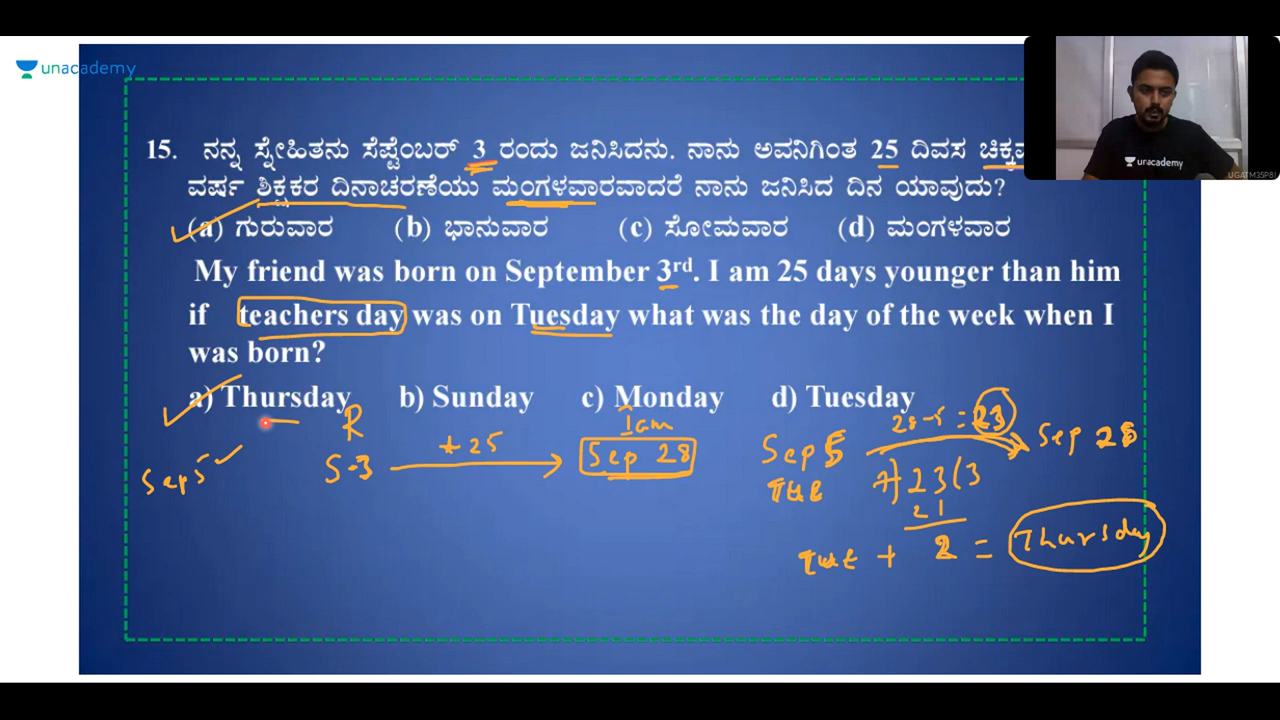 unacademy
15. ನನ್ನ ಸ್ನೇಹಿತನು ಸೆಪ್ಟೆಂಬರ್ 3 ರಂದು ಜನಿಸಿದನು. ನಾನು ಅವನಿಗಿಂತ 25 ದಿವಸ
ವರ್ಷ ಶಿಕ್ಷಕರ ದಿನಾಚರಣೆಯು ಮಂಗಳವಾರವಾದರೆ ನಾನು ಜನಿಸಿದ ದಿನ ಯಾವುದು?
(a) ಗುರುವಾರ (b) ಭಾನುವಾರ (c) ಸೋಮವಾರ (d) ಮಂಗಳವಾರ
My friend was born on September 3rd. I am 25 days younger than him
if teachers day was on Tuesday what was the day of the week when I
was born?
a) Thursday b) Sunday c) Monday d) Tuesday
Sep 5
R
S-3
+25
I am
Sep 28
Sep 5
28-5 = 23
Sep 28
Tue
7) 23 (3
21
2
Tue + 2 = Thursday
unacademy
UGATM35P8I